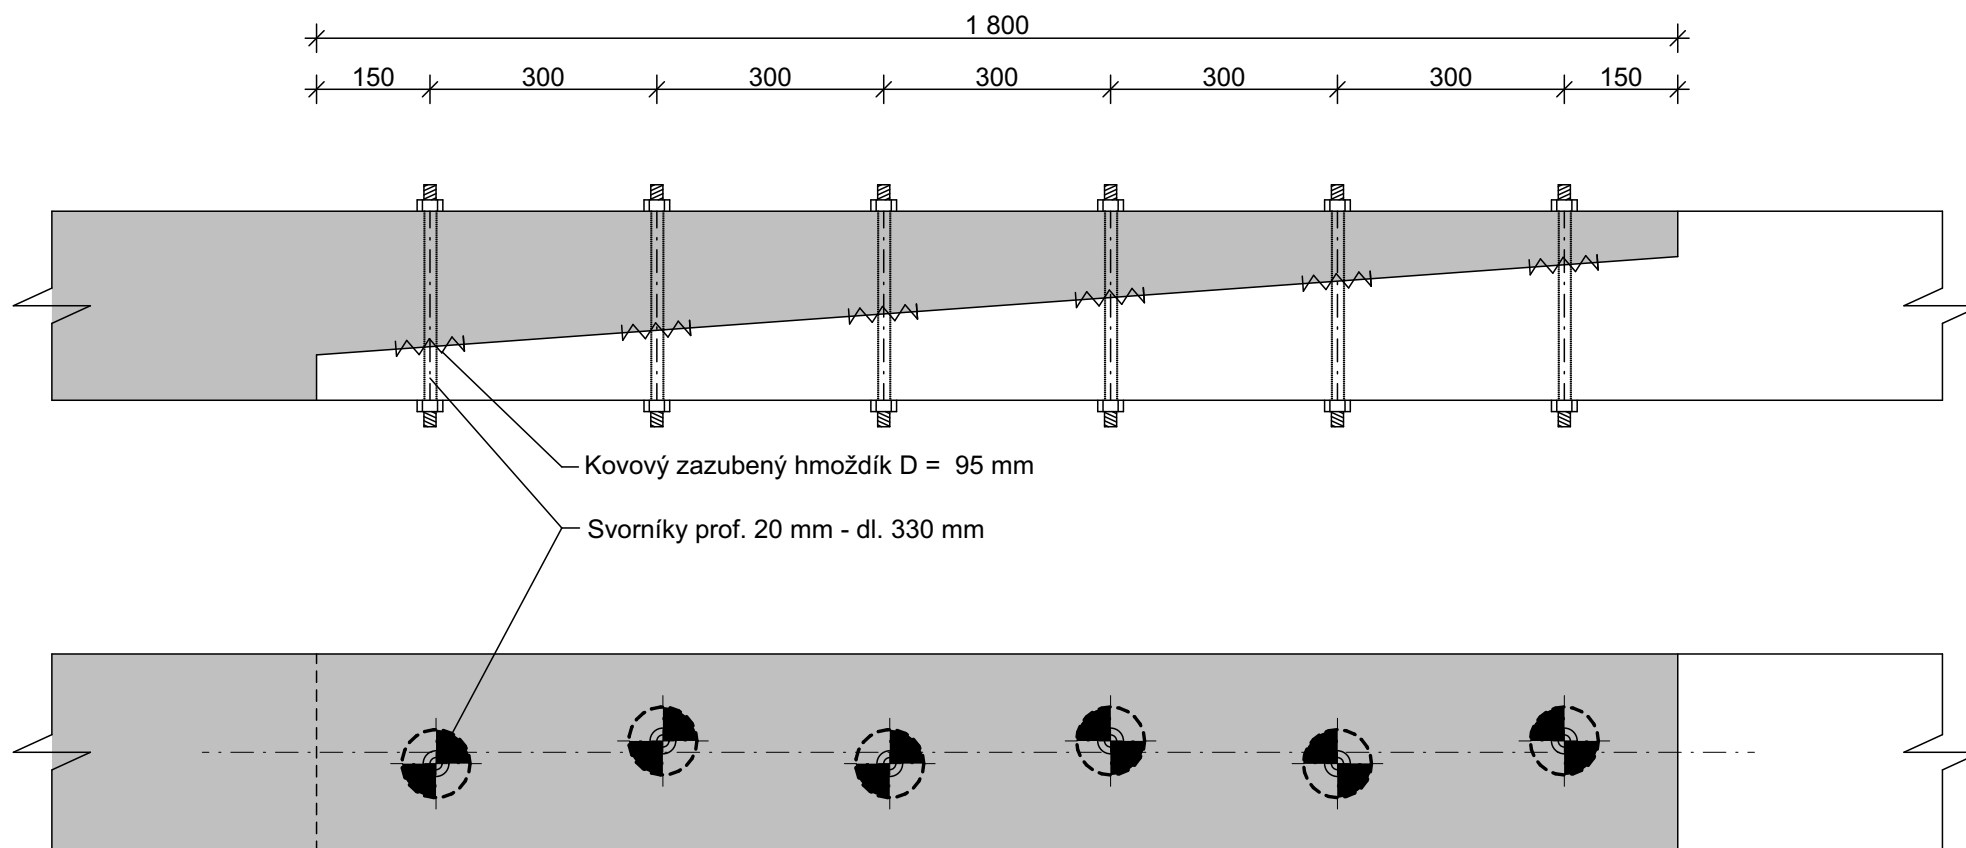 1 800
150 300 300 300 300 300 150
Kovový zazubený hmoždík D = 95 mm
Svorníky prof. 20 mm - dl. 330 mm